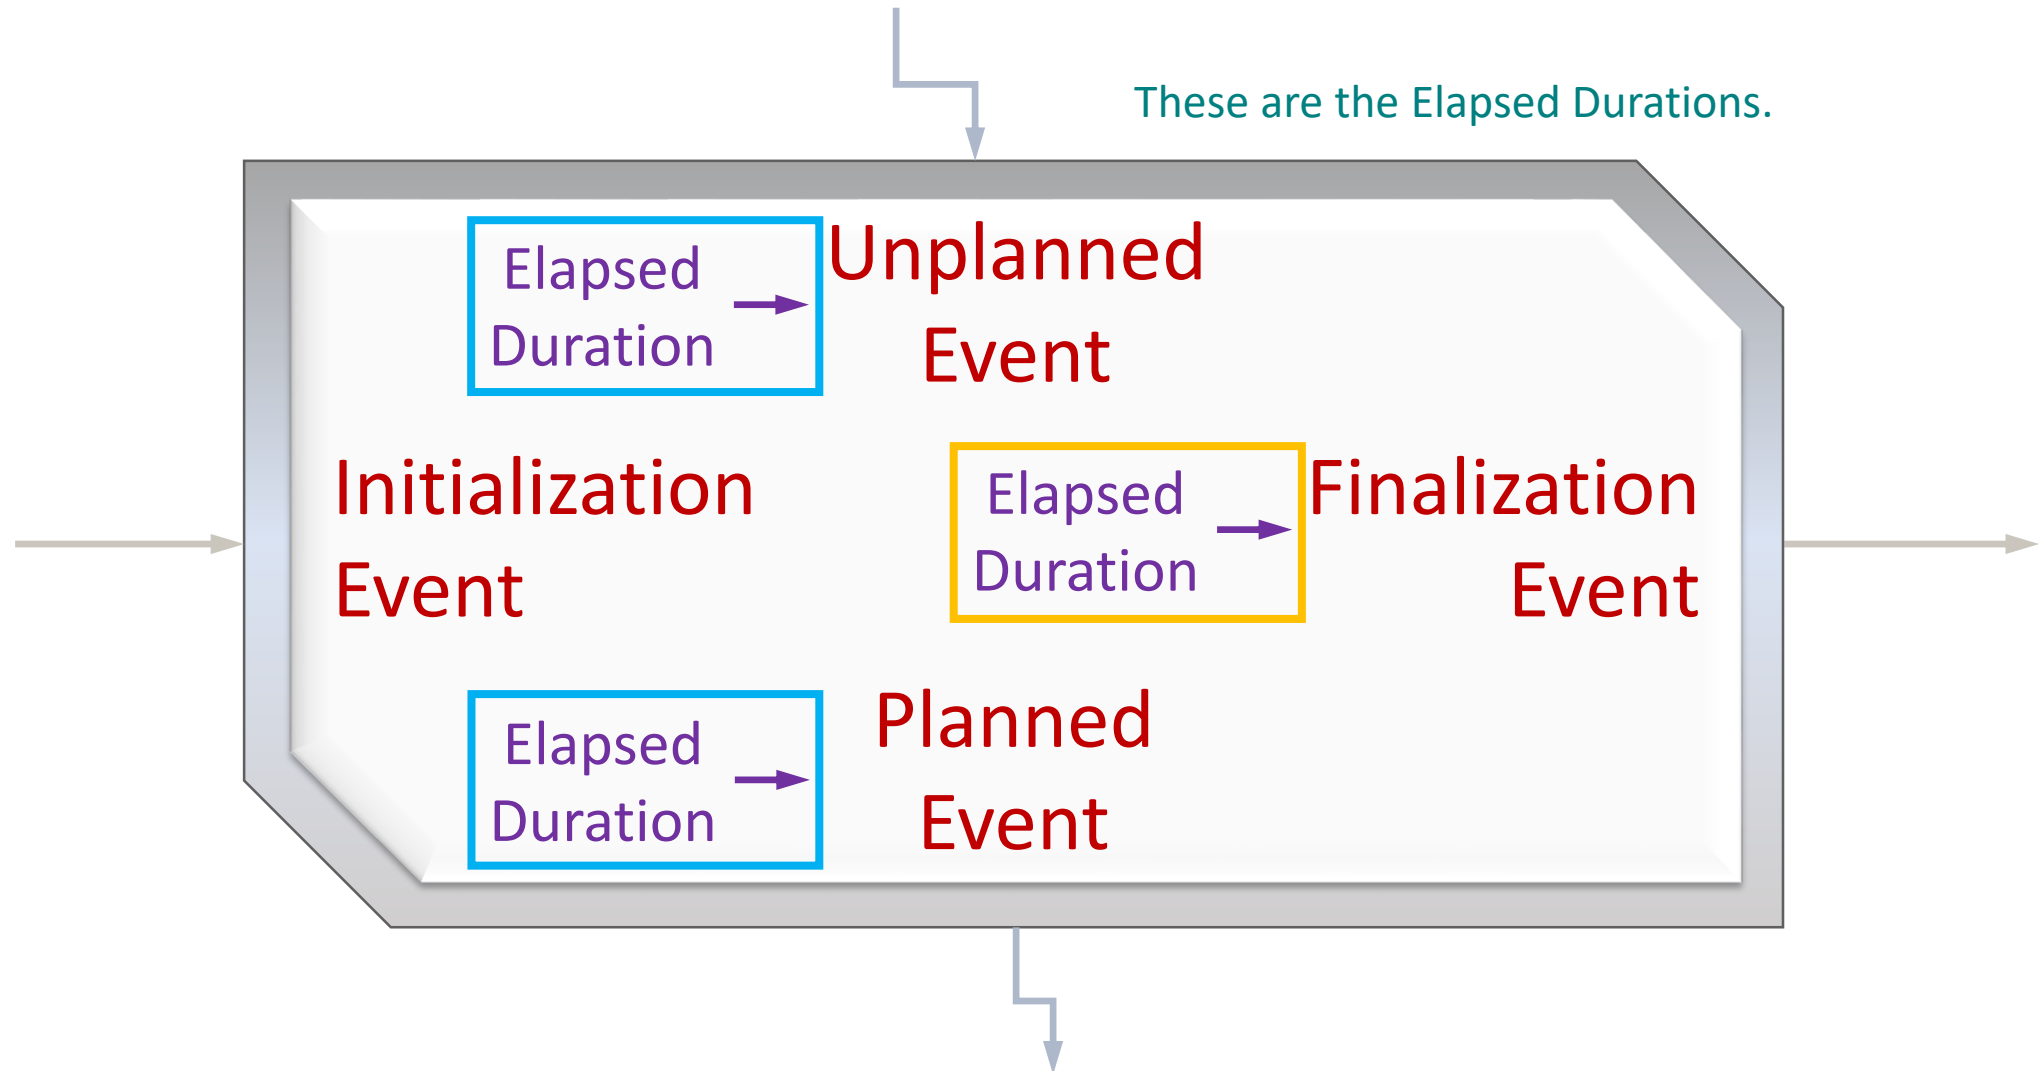 These are the Elapsed Durations.
Elapsed
Duration
Unplanned
Event
Initialization
Event
Elapsed
Duration
Finalization
Event
Elapsed
Duration
Planned
Event